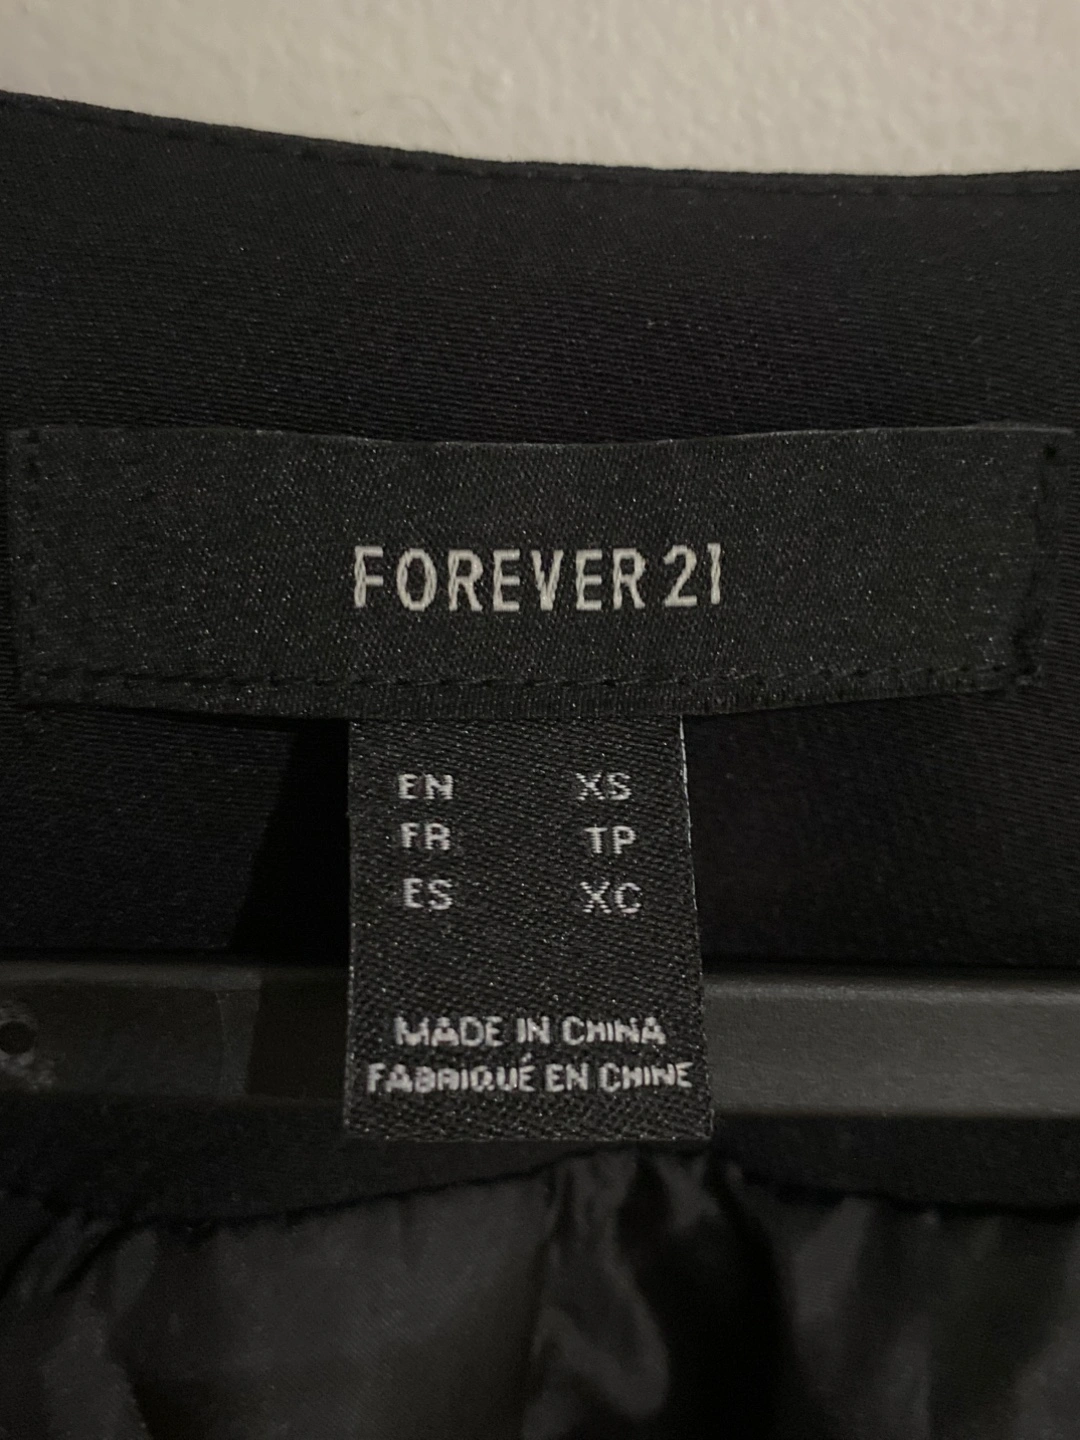 FOREVER 21
EN XS
FR TP
ES XC
MADE IN CHINA
FABRIQUÉ EN CHINE